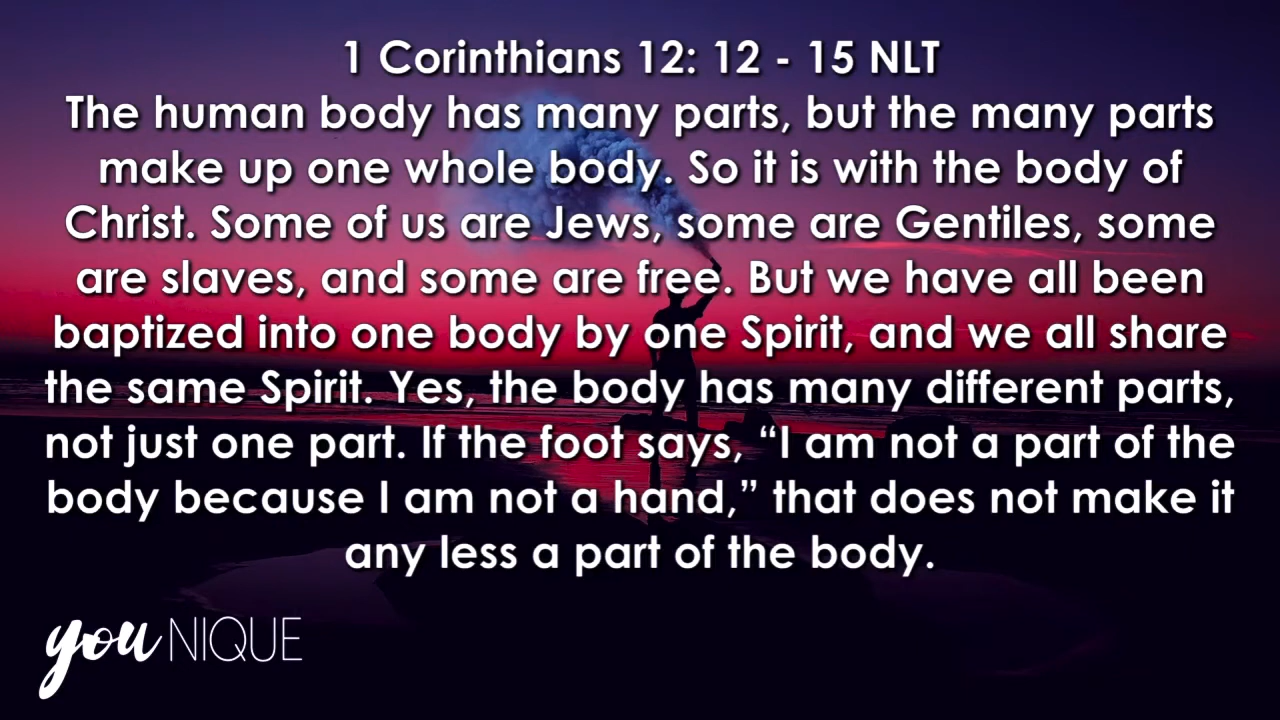 1 Corinthians 12: 12 - 15 NLT
The human body has many parts, but the many parts
make up one whole body. So it is with the body of
Christ. Some of us are Jews, some are Gentiles, some
are slaves, and some are free. But we have all been
baptized into one body by one Spirit, and we all share
the same Spirit. Yes, the body has many different parts,
not just one part. If the foot says, “I am not a part of the
body because I am not a hand,” that does not make it
any less a part of the body.
you NIQUE